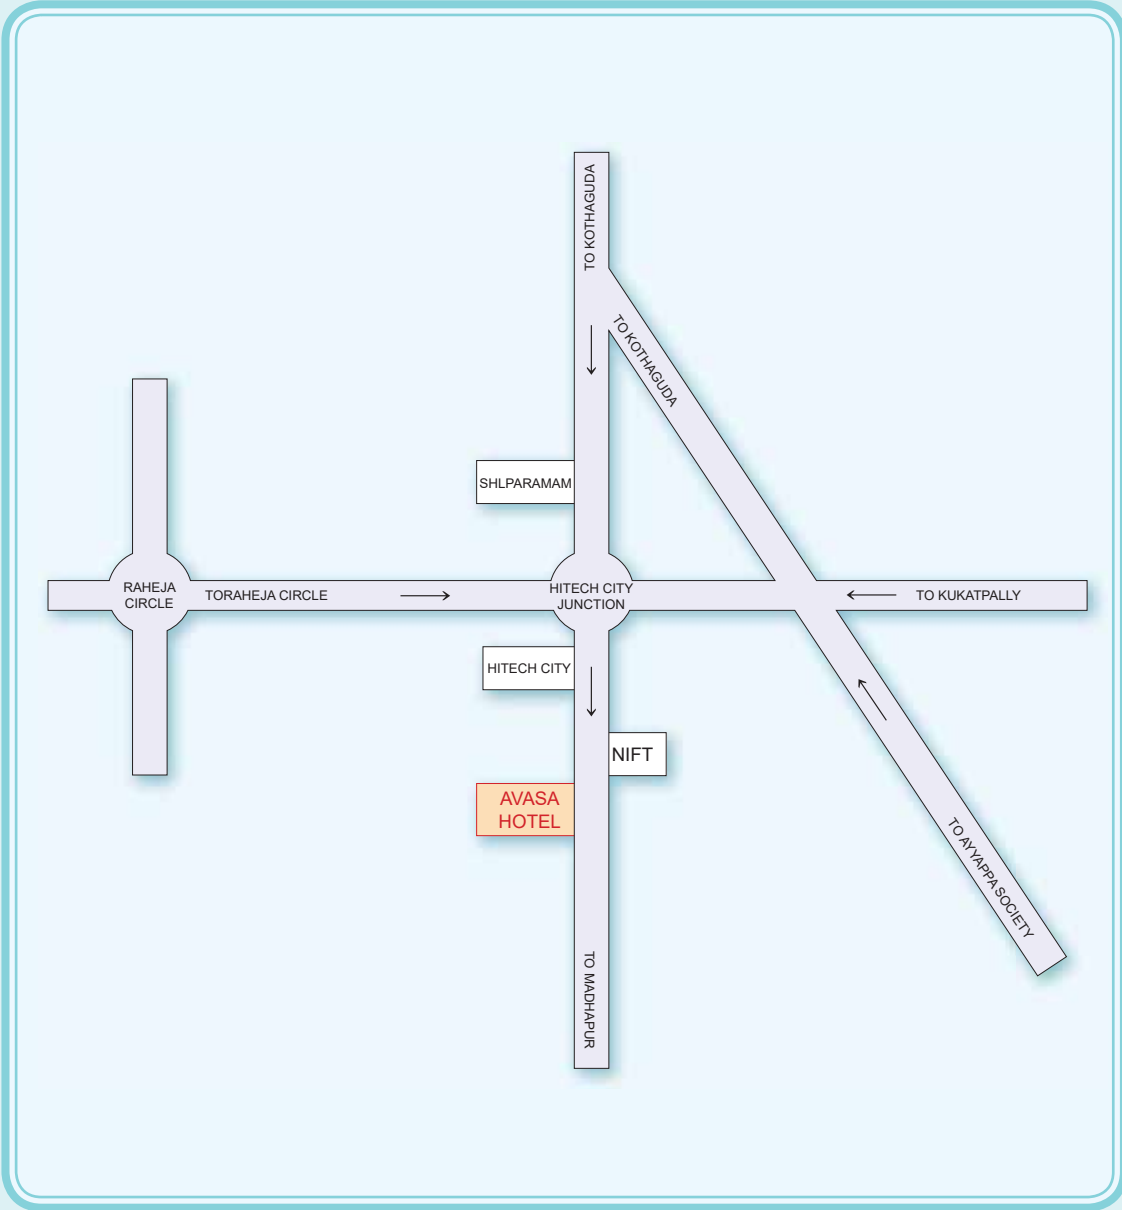 TO KOTHAGUDA
TO KOTHAGUDA
SHLPARAMAM
RAHEJA
CIRCLE
TORAHEJA CIRCLE
HITECH CITY
JUNCTION
TO KUKATPALLY
HITECH CITY
NIFT
AVASA
HOTEL
TO AYYAPPA SOCIETY
TO MADHAPUR